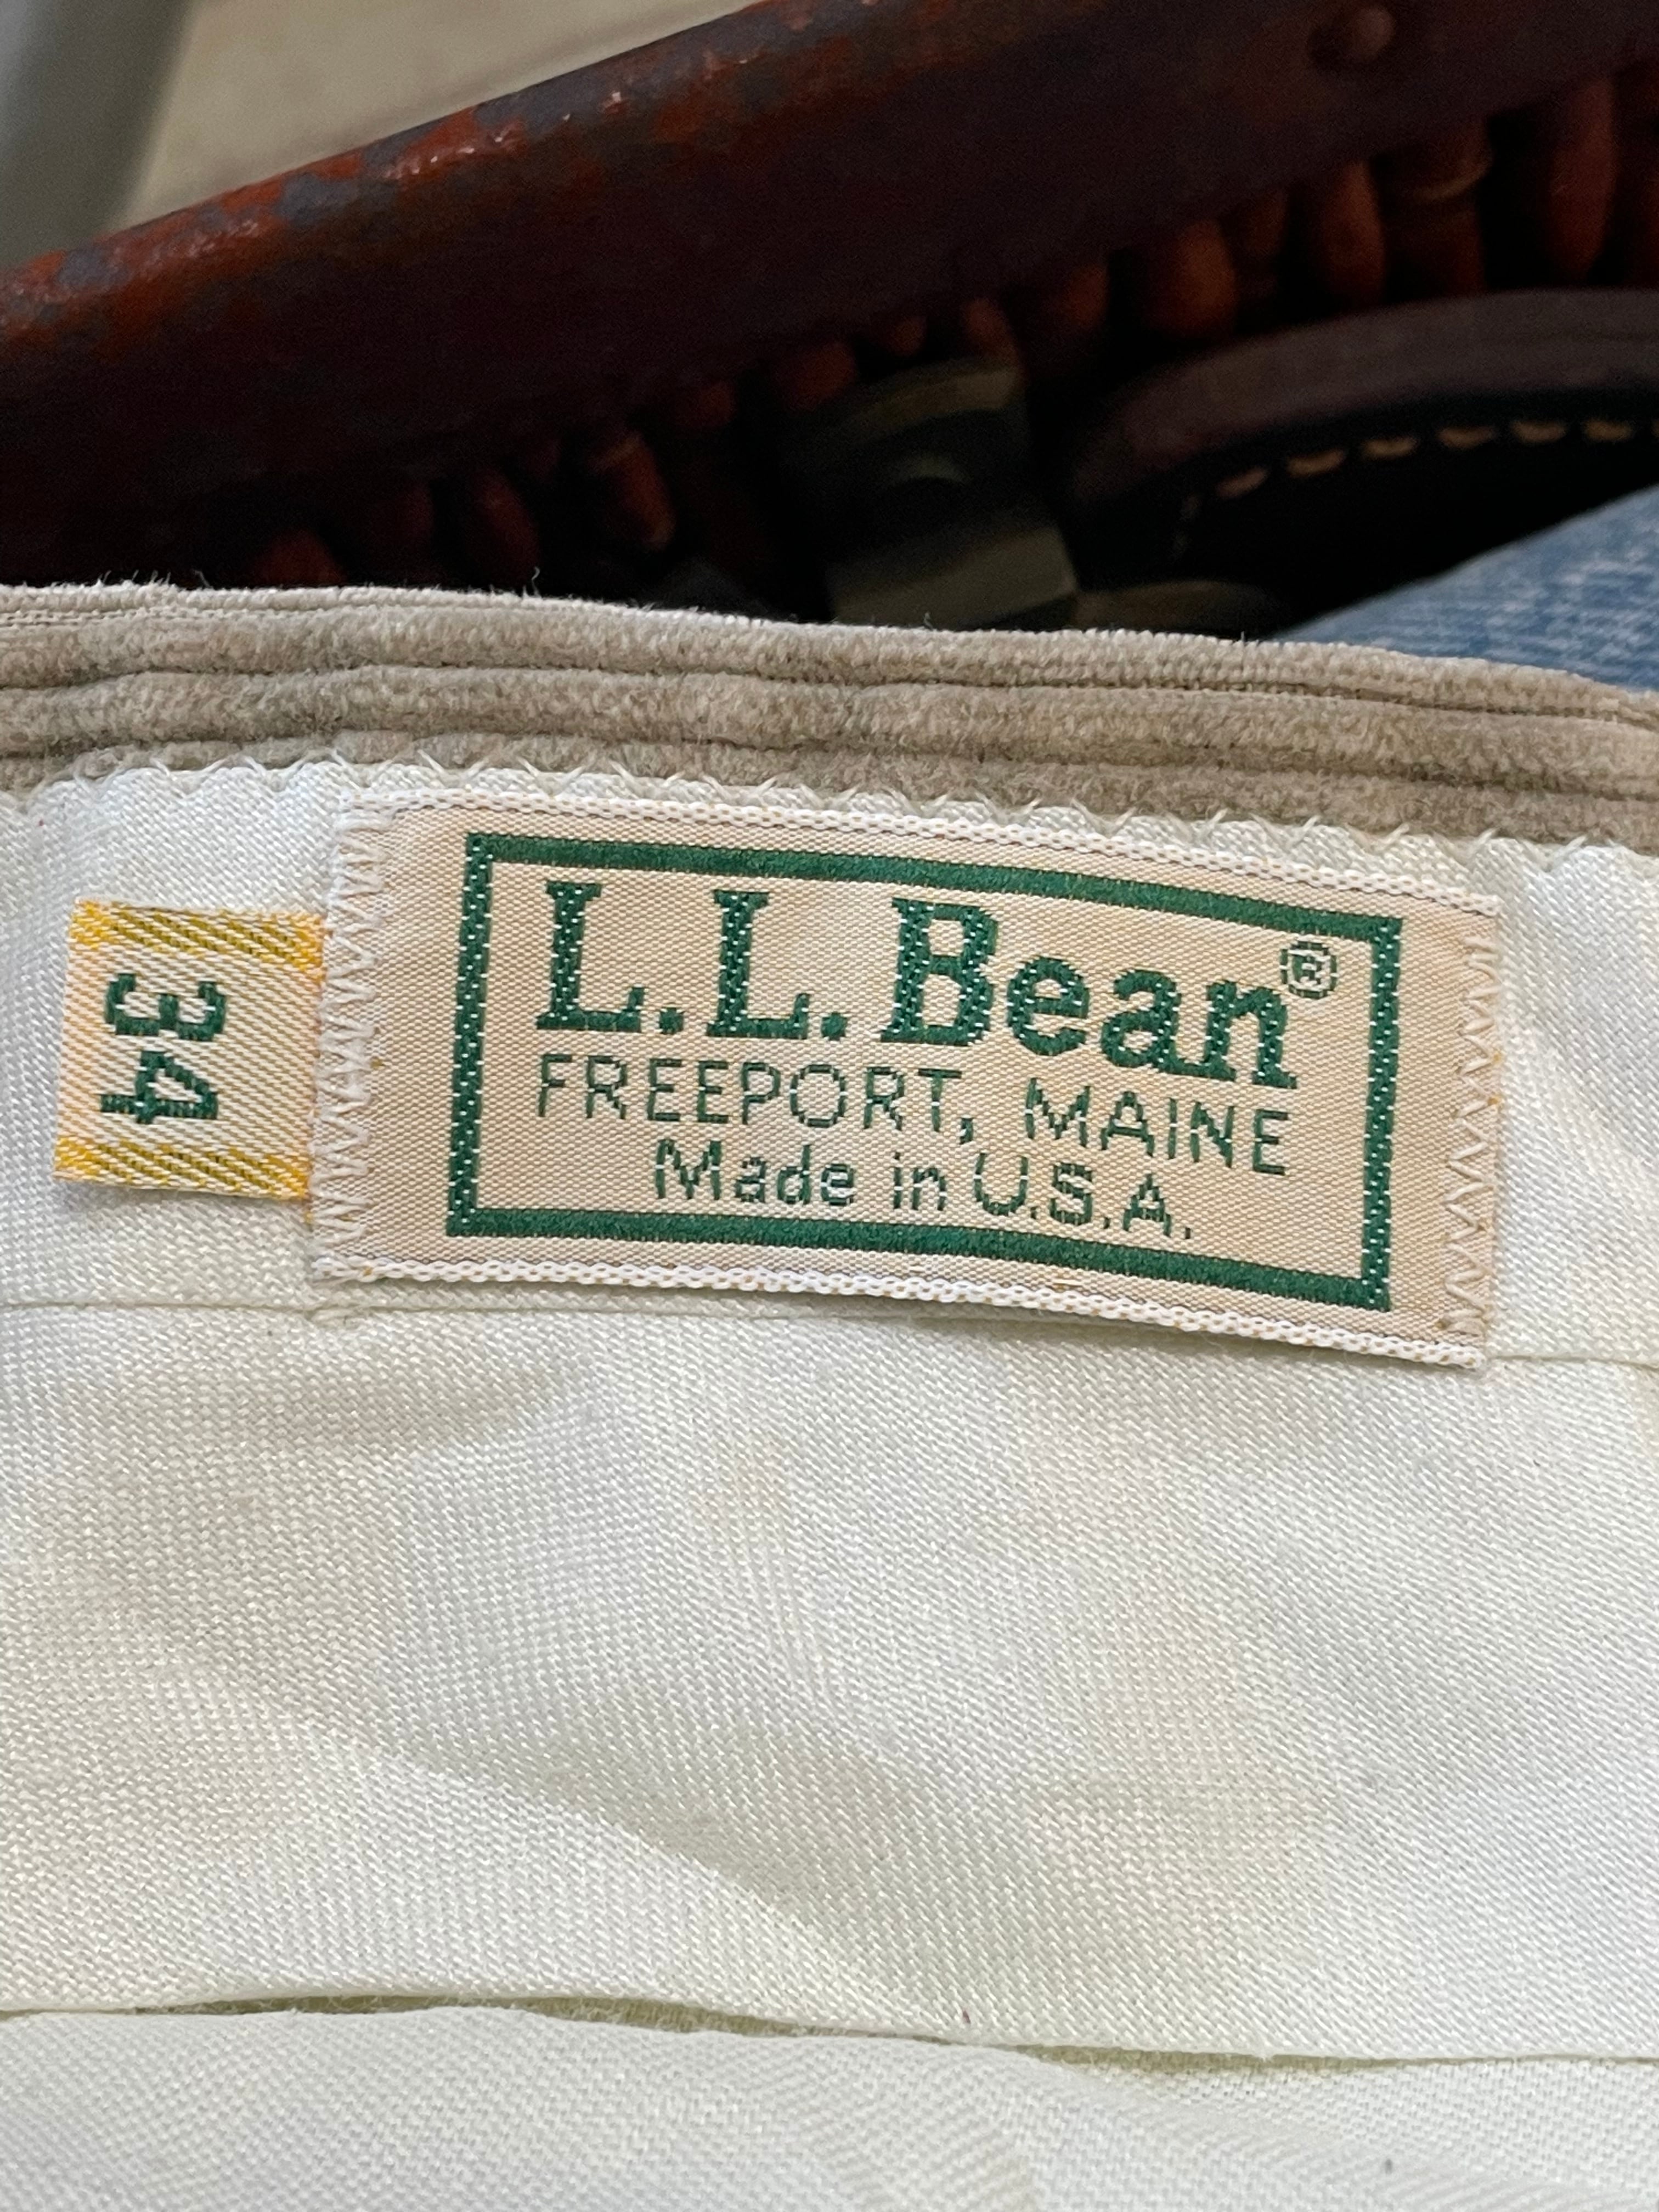 34
L.L.Bean®
FREEPORT, MAINE
Made in U.S.A.